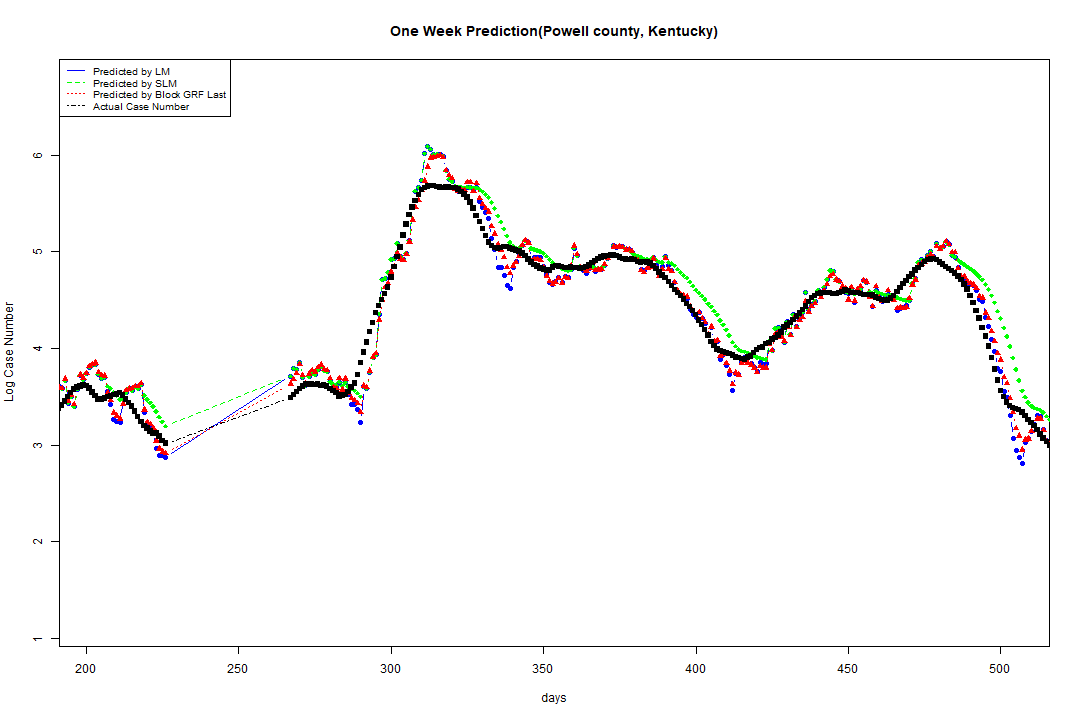 One Week Prediction(Powell county, Kentucky)
Predicted by LM
Predicted by SLM
Predicted by Block GRF Last
Actual Case Number
Log Case Number
6
5
4
3
2
1
200 250 300 350 400 450 500
days